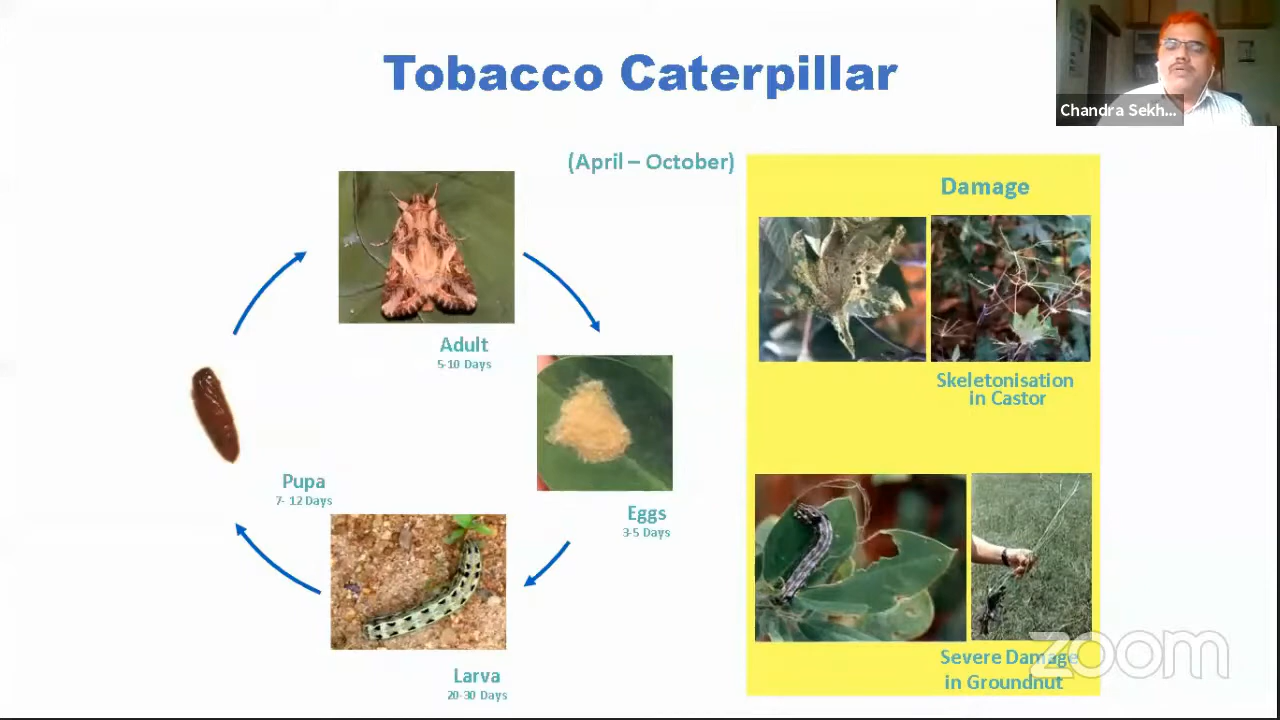 Tobacco Caterpillar
Chandra Sekh...
(April – October)
Damage
Adult
5-10 Days
Skeletonisation
in Castor
Pupa
7- 12 Days
Eggs
3-5 Days
Larva
20-30 Days
Severe Damage
in Groundnut
zoom